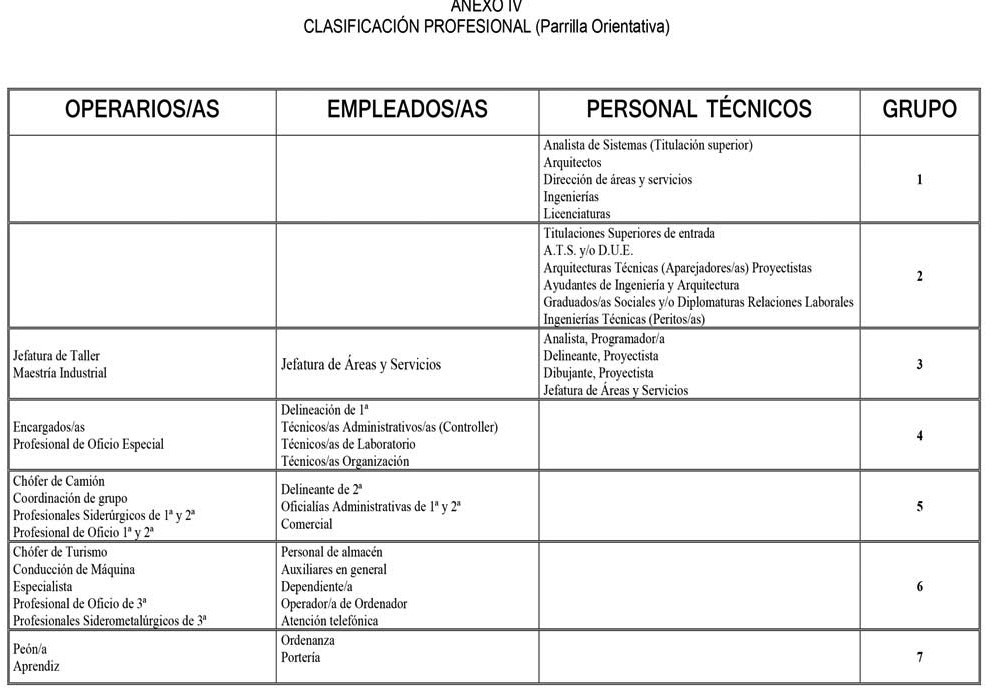 ANEXO IV
CLASIFICACIÓN PROFESIONAL (Parrilla Orientativa)
OPERARIOS/AS EMPLEADOS/AS PERSONAL TÉCNICOS GRUPO
Analista de Sistemas (Titulación superior)
Arquitectos
Dirección de áreas y servicios
Ingenierías
Licenciaturas
1
Titulaciones Superiores de entrada
A.T.S. y/o D.U.E.
Arquitecturas Técnicas (Aparejadores/as) Proyectistas
Ayudantes de Ingeniería y Arquitectura
Graduados/as Sociales y/o Diplomaturas Relaciones Laborales
Ingenierías Técnicas (Peritos/as)
2
Jefatura de Taller
Maestría Industrial
Jefatura de Áreas y Servicios
Analista, Programador/a
Delineante, Proyectista
Dibujante, Proyectista
Jefatura de Áreas y Servicios
3
Encargados/as
Profesional de Oficio Especial
Delineación de 1ª
Técnicos/as Administrativos/as (Controller)
Técnicos/as de Laboratorio
Técnicos/as Organización
4
Chófer de Camión
Coordinación de grupo
Profesionales Siderúrgicos de 1ª y 2ª
Profesional de Oficio 1ª y 2ª
Delineante de 2ª
Oficialias Administrativas de 1ª y 2ª
Comercial
5
Chófer de Turismo
Conducción de Máquina
Especialista
Profesional de Oficio de 3ª
Profesionales Siderometalúrgicos de 3ª
Personal de almacén
Auxiliares en general
Dependiente/a
Operador/a de Ordenador
Atención telefónica
6
Peón/a
Aprendiz
Ordenanza
Portería
7